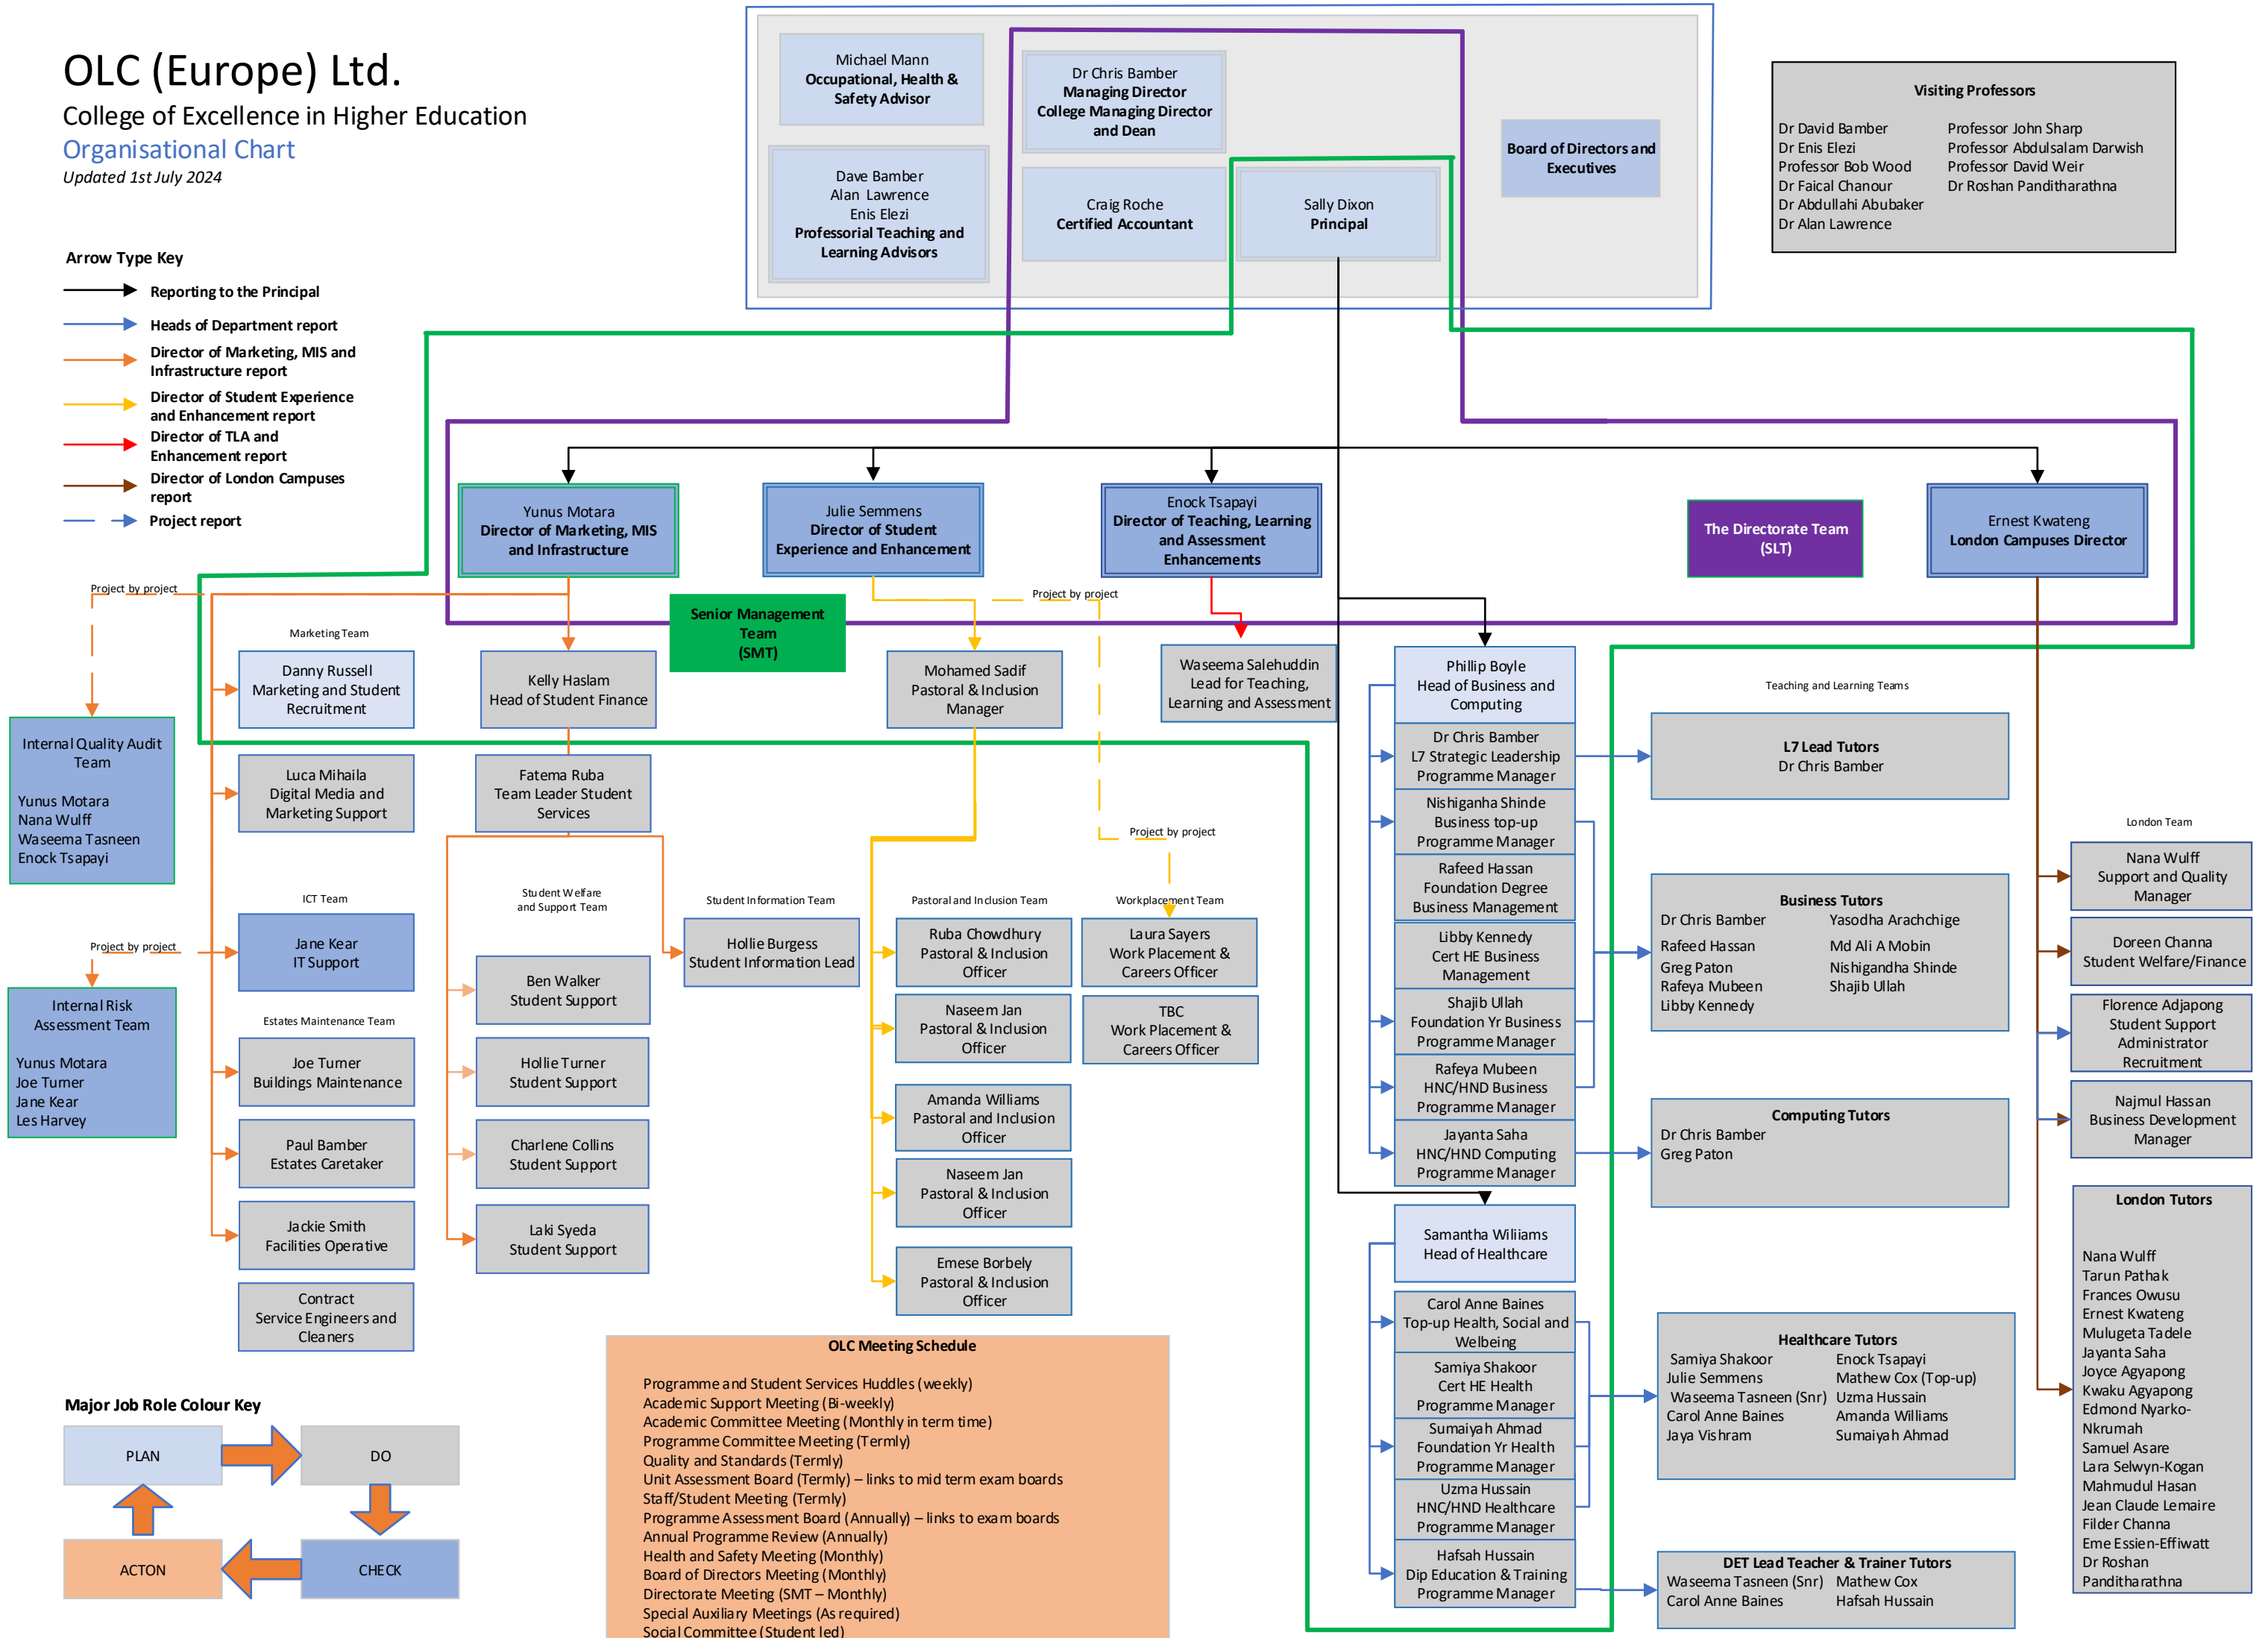 OLC (Europe) Ltd.
College of Excellence in Higher Education
Organisational Chart
Updated 1st July 2024
Michael Mann
Occupational, Health &
Safety Advisor
Dr Chris Bamber
Managing Director
College Managing Director
and Dean
Dave Bamber
Alan Lawrence
Enis Elezi
Professorial Teaching and
Learning Advisors
Craig Roche
Certified Accountant
Sally Dixon
Principal
Board of Directors and
Executives
Visiting Professors
Dr David Bamber
Dr Enis Elezi
Professor Bob Wood
Dr Faical Chanour
Dr Abdullahi Abubaker
Dr Alan Lawrence
Professor John Sharp
Professor Abdulsalam Darwish
Professor David Weir
Dr Roshan Panditharathna
Arrow Type Key
Reporting to the Principal
Heads of Department report
Director of Marketing, MIS and
Infrastructure report
Director of Student Experience
and Enhancement report
Director of TLA and
Enhancement report
Director of London Campuses
report
Project report
Yunus Motara
Director of Marketing, MIS
and Infrastructure
Julie Semmens
Director of Student
Experience and Enhancement
Enock Tsapayi
Director of Teaching, Learning
and Assessment
Enhancements
The Directorate Team
(SLT)
Ernest Kwateng
London Campuses Director
Project by project
Senior Management
Team
(SMT)
Project by project
Marketing Team
Danny Russell
Marketing and Student
Recruitment
Kelly Haslam
Head of Student Finance
Mohamed Sadif
Pastoral & Inclusion
Manager
Waseema Salehuddin
Lead for Teaching,
Learning and Assessment
Phillip Boyle
Head of Business and
Computing
Teaching and Learning Teams
Internal Quality Audit
Team
Yunus Motara
Nana Wulff
Waseema Tasneen
Enock Tsapayi
Luca Mihaila
Digital Media and
Marketing Support
Fatema Ruba
Team Leader Student
Services
Dr Chris Bamber
L7 Strategic Leadership
Programme Manager
L7 Lead Tutors
Dr Chris Bamber
Nishiganha Shinde
Business top-up
Programme Manager
Rafeed Hassan
Foundation Degree
Business Management
Libby Kennedy
Cert HE Business
Management
Shajib Ullah
Foundation Yr Business
Programme Manager
Rafeya Mubeen
HNC/HND Business
Programme Manager
Jayanta Saha
HNC/HND Computing
Programme Manager
Business Tutors
Dr Chris Bamber
Rafeed Hassan
Greg Paton
Rafeya Mubeen
Libby Kennedy
Yasodha Arachchige
Md Ali A Mobin
Nishigandha Shinde
Shajib Ullah
Computing Tutors
Dr Chris Bamber
Greg Paton
London Team
Nana Wulff
Support and Quality
Manager
Doreen Channa
Student Welfare/Finance
Florence Adjapong
Student Support
Administrator
Recruitment
Najmul Hassan
Business Development
Manager
London Tutors
Nana Wulff
Tarun Pathak
Frances Owusu
Ernest Kwateng
Mulugeta Tadele
Jayanta Saha
Joyce Agyapong
Kwaku Agyapong
Edmond Nyarko-
Nkrumah
Samuel Asare
Lara Selwyn-Kogan
Mahmudul Hasan
Jean Claude Lemaire
Filder Channa
Eme Essien-Effiwatt
Dr Roshan
Panditharathna
Project by project
ICT Team
Jane Kear
IT Support
Project by project
Internal Risk
Assessment Team
Yunus Motara
Joe Turner
Jane Kear
Les Harvey
Estates Maintenance Team
Joe Turner
Buildings Maintenance
Paul Bamber
Estates Caretaker
Jackie Smith
Facilities Operative
Contract
Service Engineers and
Cleaners
Student Welfare
and Support Team
Ben Walker
Student Support
Hollie Turner
Student Support
Charlene Collins
Student Support
Laki Syeda
Student Support
Student Information Team
Hollie Burgess
Student Information Lead
Pastoral and Inclusion Team
Ruba Chowdhury
Pastoral & Inclusion
Officer
Naseem Jan
Pastoral & Inclusion
Officer
Amanda Williams
Pastoral and Inclusion
Officer
Naseem Jan
Pastoral & Inclusion
Officer
Emese Borbely
Pastoral & Inclusion
Officer
Workplacement Team
Laura Sayers
Work Placement &
Careers Officer
TBC
Work Placement &
Careers Officer
Samantha Wiliiams
Head of Healthcare
Carol Anne Baines
Top-up Health, Social and
Welbeing
Samiya Shakoor
Cert HE Health
Programme Manager
Sumaiyah Ahmad
Foundation Yr Health
Programme Manager
Uzma Hussain
HNC/HND Healthcare
Programme Manager
Hafsah Hussain
Dip Education & Training
Programme Manager
Healthcare Tutors
Samiya Shakoor
Julie Semmens
Waseema Tasneen (Snr)
Carol Anne Baines
Jaya Vishram
Enock Tsapayi
Mathew Cox (Top-up)
Uzma Hussain
Amanda Williams
Sumaiyah Ahmad
DET Lead Teacher & Trainer Tutors
Waseema Tasneen (Snr)
Carol Anne Baines
Mathew Cox
Hafsah Hussain
OLC Meeting Schedule
Programme and Student Services Huddles (weekly)
Academic Support Meeting (Bi-weekly)
Academic Committee Meeting (Monthly in term time)
Programme Committee Meeting (Termly)
Quality and Standards (Termly)
Unit Assessment Board (Termly) – links to mid term exam boards
Staff/Student Meeting (Termly)
Programme Assessment Board (Annually) – links to exam boards
Annual Programme Review (Annually)
Health and Safety Meeting (Monthly)
Board of Directors Meeting (Monthly)
Directorate Meeting (SMT – Monthly)
Special Auxiliary Meetings (As required)
Social Committee (Student led)
Major Job Role Colour Key
PLAN
DO
ACTON
CHECK